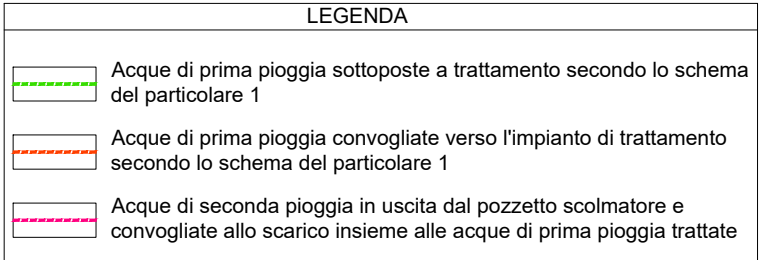 LEGENDA
Acque di prima pioggia sottoposte a trattamento secondo lo schema
del particolare 1
Acque di prima pioggia convogliate verso l'impianto di trattamento
secondo lo schema del particolare 1
Acque di seconda pioggia in uscita dal pozzetto scolmatore e
convogliate allo scarico insieme alle acque di prima pioggia trattate